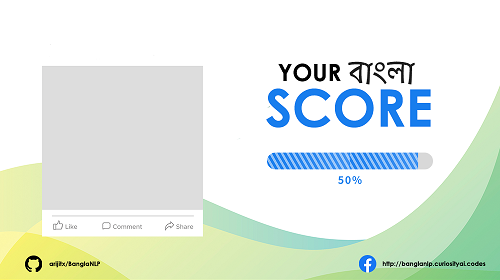 YOUR বাংলা
SCORE
50%
Like Comment Share
arijitx/BanglaNLP
http://banglanlp.curiosityai.codes